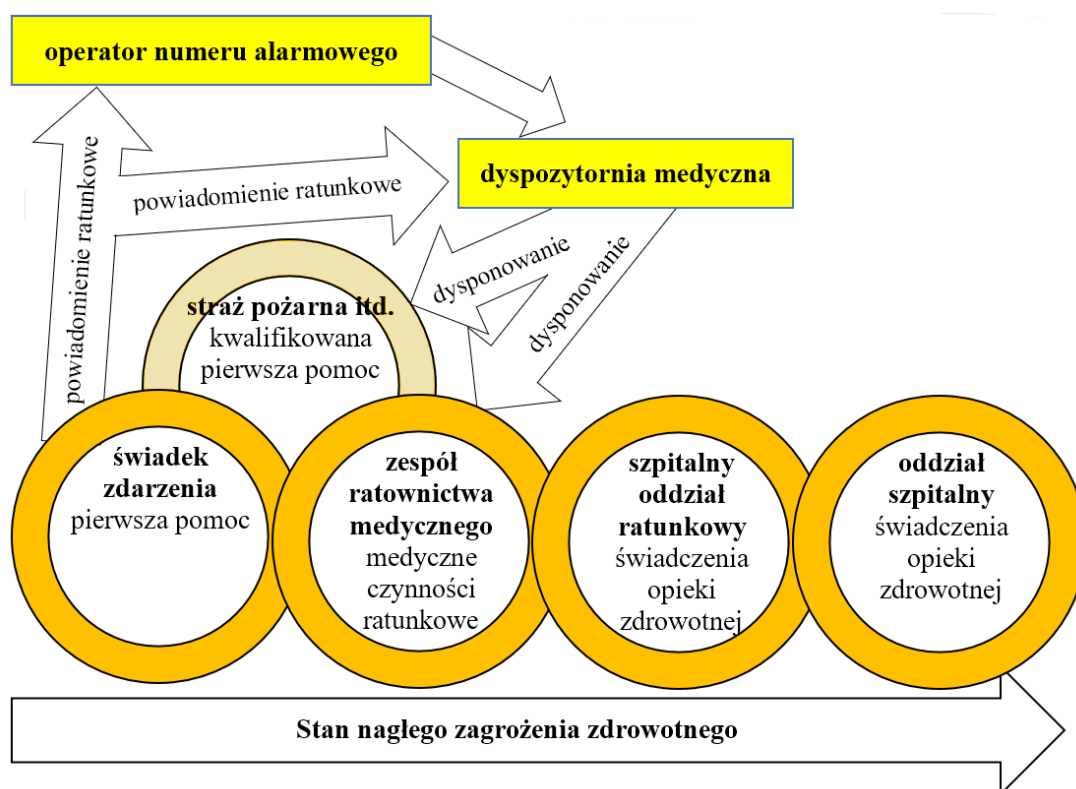 operator numeru alarmowego
dyspozytornia medyczna
powiadomienie ratunkowe
powiadomienie ratunkowe
dysponowanie
dysponowanie
straż pożarna itd.
kwalifikowana
pierwsza pomoc
świadek
zdarzenia
pierwsza pomoc
zespół
ratownictwa
medycznego
medyczne
czynności
ratunkowe
szpitalny
oddział
ratunkowy
świadczenia
opieki
zdrowotnej
oddział
szpitalny
świadczenia
opieki
zdrowotnej
Stan nagłego zagrożenia zdrowotnego